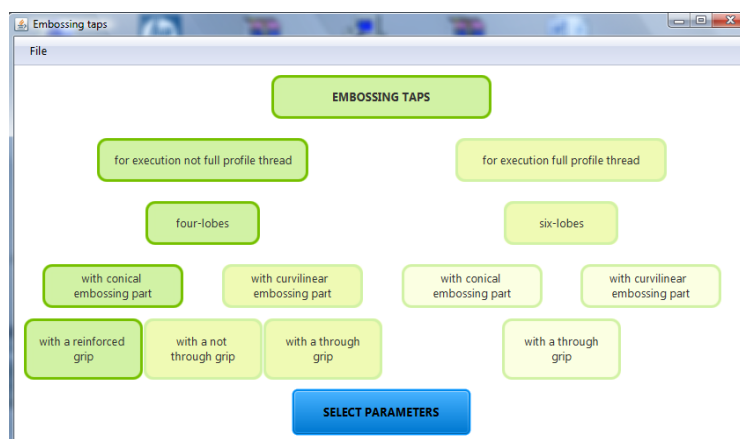 Embossing taps
File
EMBOSSING TAPS
for execution not full profile thread
for execution full profile thread
four-lobes
six-lobes
with conical
embossing part
with curvilinear
embossing part
with conical
embossing part
with curvilinear
embossing part
with a reinforced
grip
with a not
through grip
with a through
grip
with a through
grip
SELECT PARAMETERS